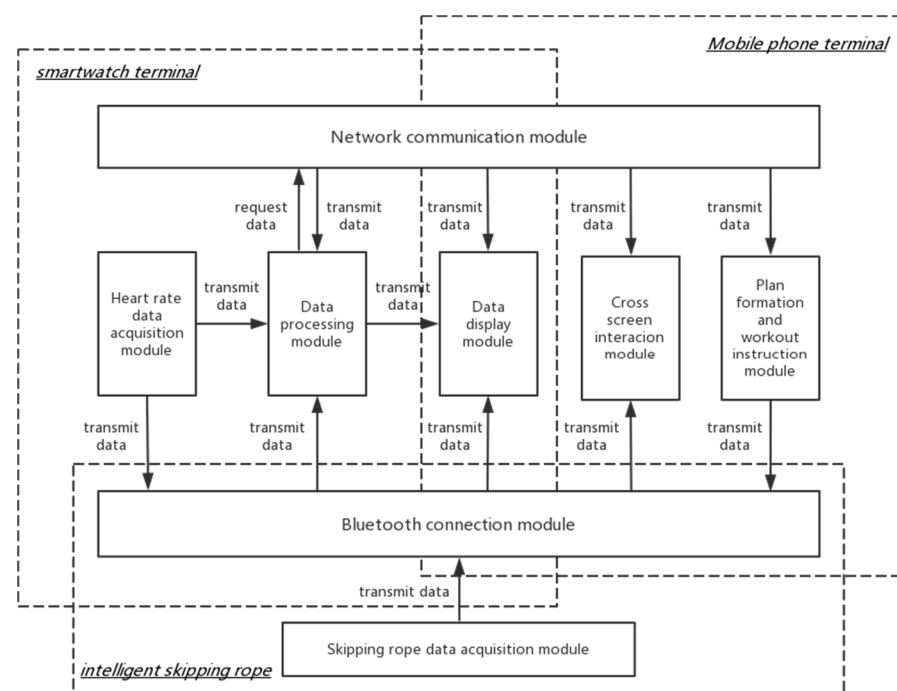 Mobile phone terminal
smartwatch terminal
Network communication module
request
data
transmit
data
transmit
data
transmit
data
transmit
data
Heart rate
data
acquisition
module
transmit
data
Data
processing
module
transmit
data
Data
display
module
Cross
screen
interacion
module
Plan
formation
and
workout
instruction
module
transmit
data
transmit
data
transmit
data
transmit
data
transmit
data
Bluetooth connection module
transmit data
Skipping rope data acquisition module
intelligent skipping rope